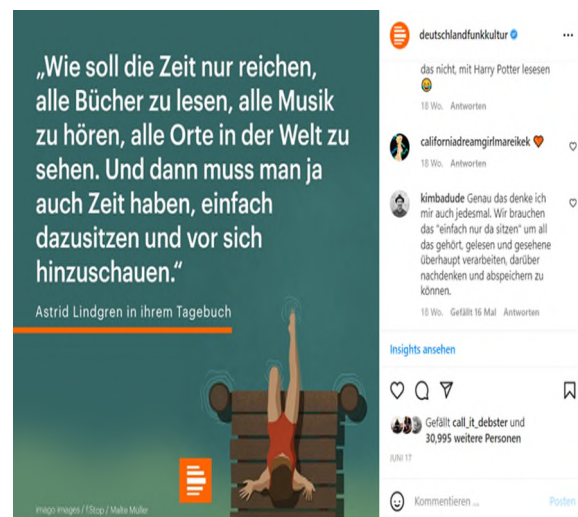 „Wie soll die Zeit nur reichen,
alle Bücher zu lesen, alle Musik
zu hören, alle Orte in der Welt zu
sehen. Und dann muss man ja
auch Zeit haben, einfach
dazusitzen und vor sich
hinzuschauen.“
Astrid Lindgren in ihrem Tagebuch
imago images / fStop / Malte Müller
deutschlandfunkkultur
das nicht, mit Harry Potter lesesen
18 Wo. Antworten
californiadreamgirlmareikek 🧡
18 Wo. Antworten
kimbadude Genau das denke ich
mir auch jedesmal. Wir brauchen
das "einfach nur da sitzen" um all
das gehört, gelesen und gesehene
überhaupt verarbeiten, darüber
nachdenken und abspeichern zu
können.
18 Wo. Gefällt 16 Mal Antworten
Insights ansehen
Gefällt call_it_debster und
30,995 weitere Personen
JUNI 17
Kommentieren ...
Posten